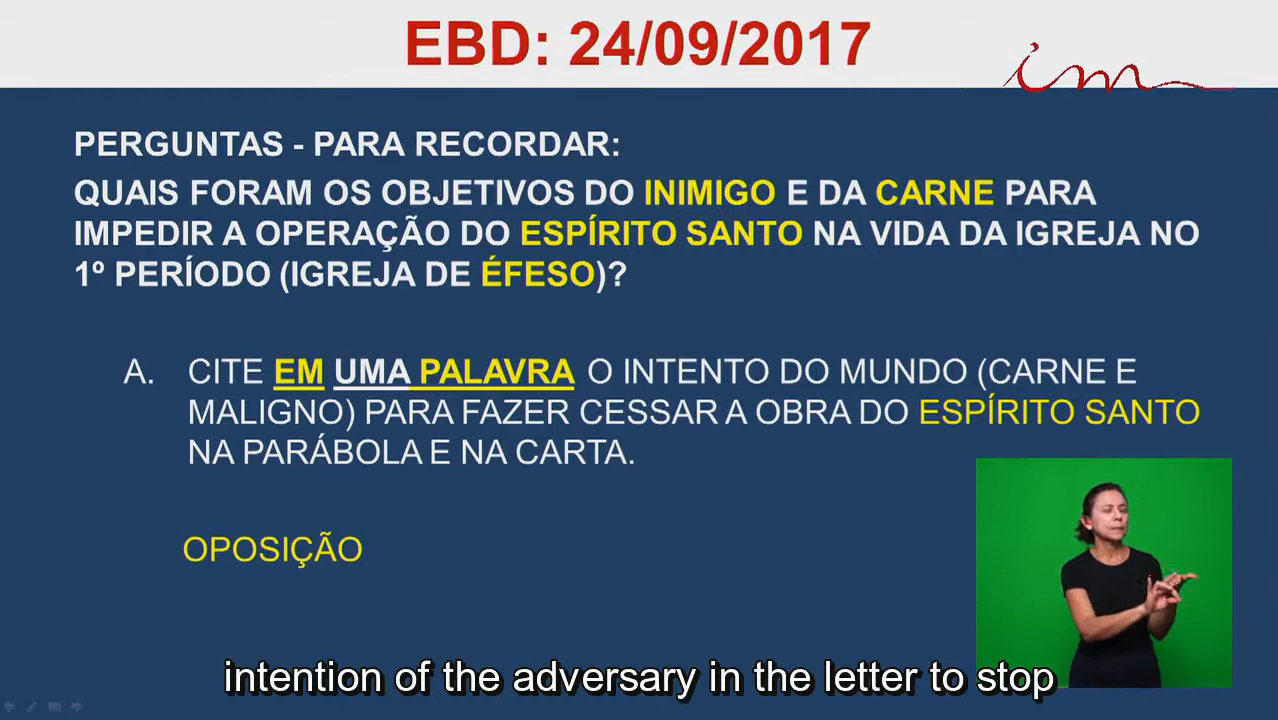 EBD: 24/09/2017
im
PERGUNTAS - PARA RECORDAR:
QUAIS FORAM OS OBJETIVOS DO INIMIGO E DA CARNE PARA
IMPEDIR A OPERAÇÃO DO ESPÍRITO SANTO NA VIDA DA IGREJA NO
1º PERÍODO (IGREJA DE ÉFESO)?
A. CITE EM UMA PALAVRA O INTENTO DO MUNDO (CARNE E
MALIGNO) PARA FAZER CESSAR A OBRA DO ESPÍRITO SANTO
NA PARÁBOLA E NA CARTA.
OPOSIÇÃO
intention of the adversary in the letter to stop